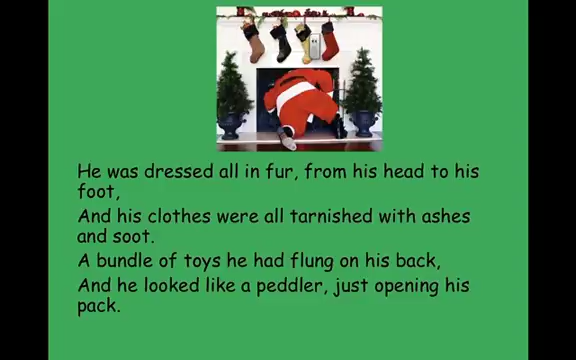 He was dressed all in fur, from his head to his
foot,
And his clothes were all tarnished with ashes
and soot.
A bundle of toys he had flung on his back,
And he looked like a peddler, just opening his
pack.